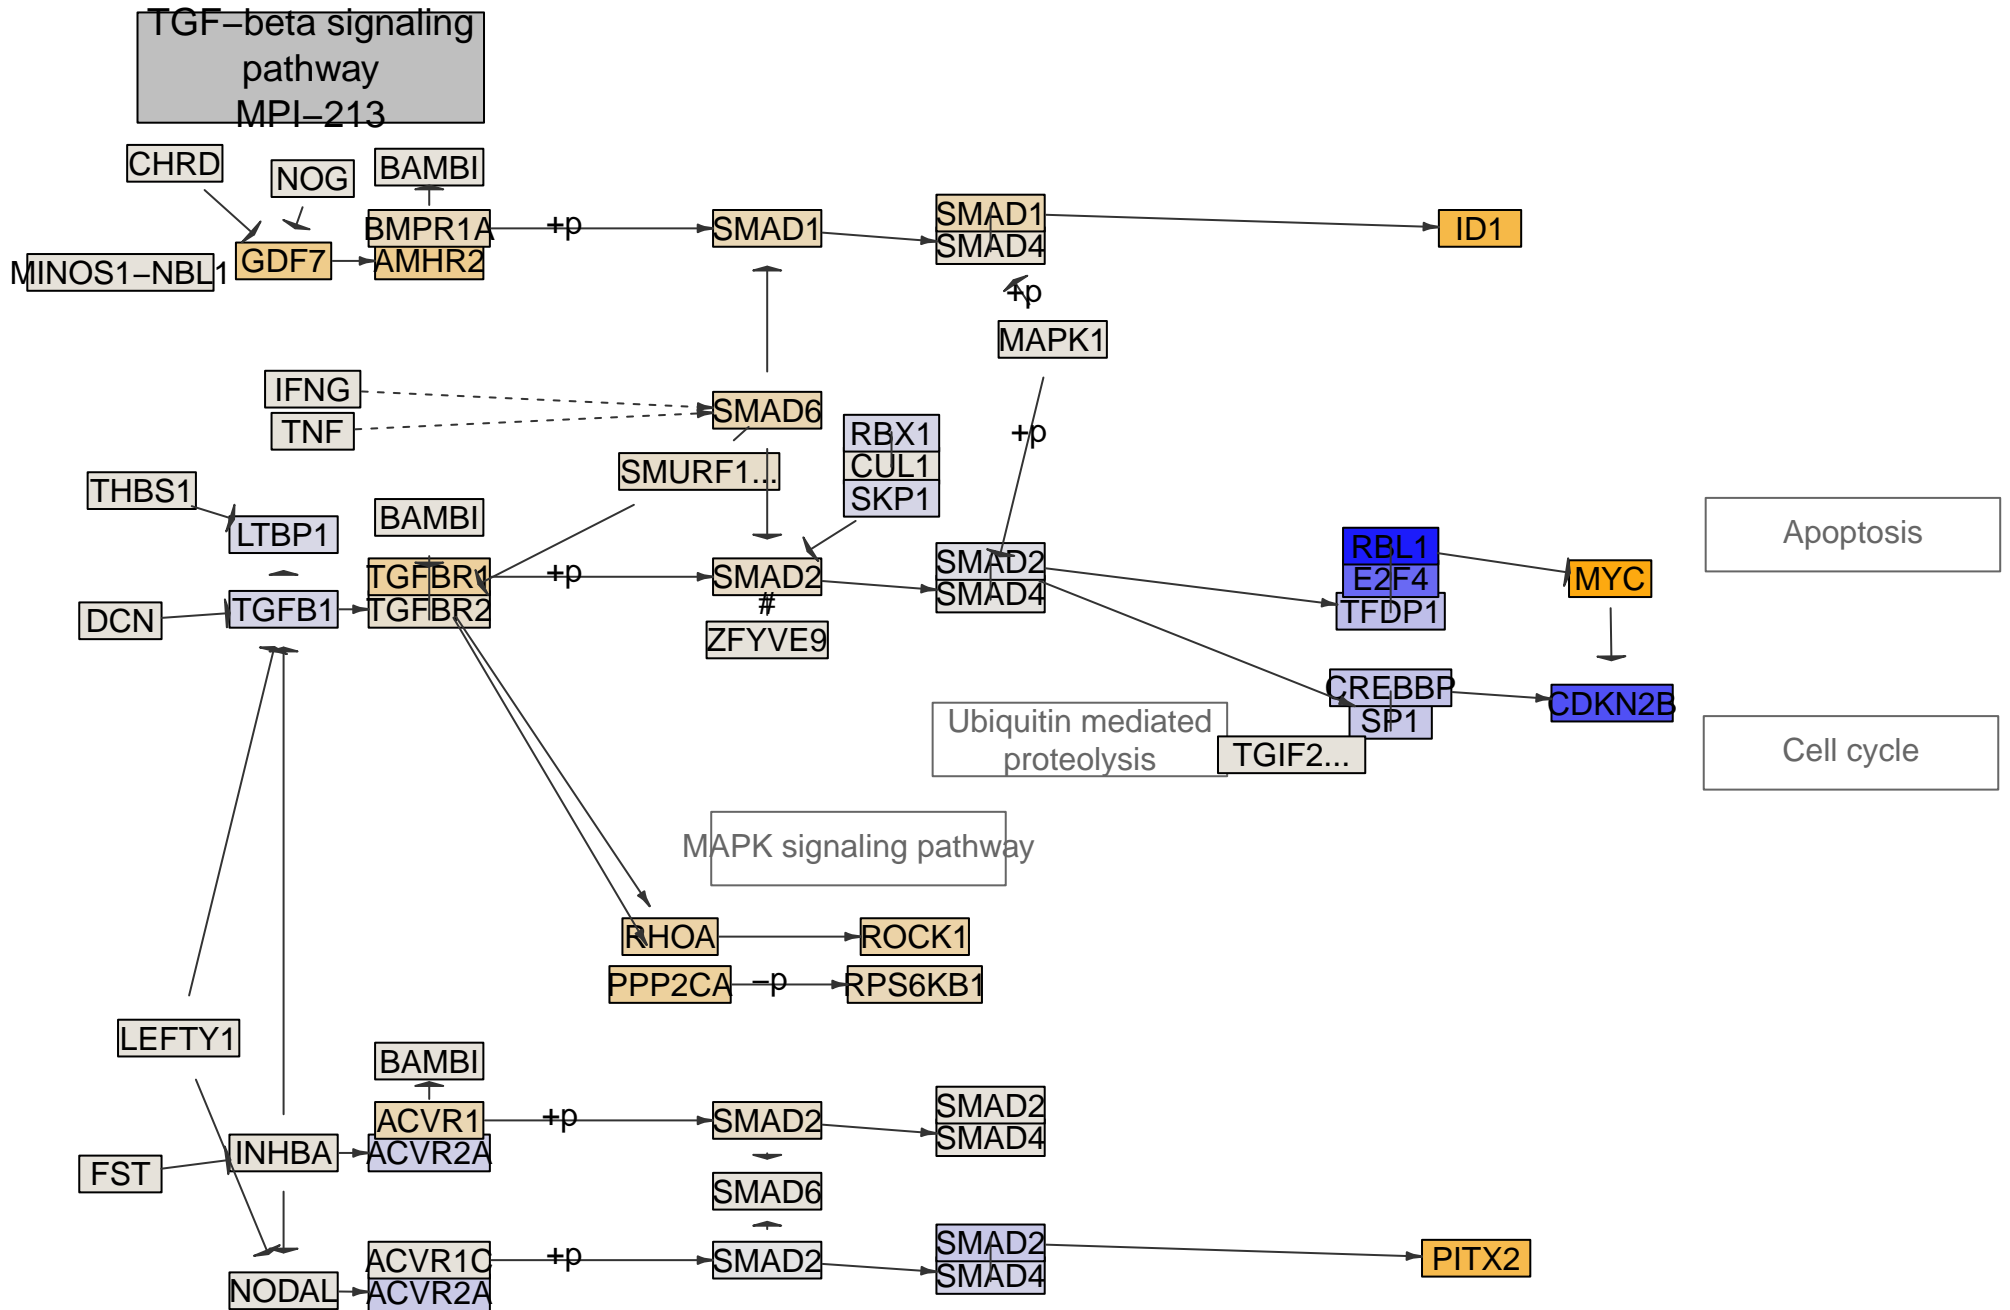 TGF−beta signaling
pathway
MPI−213
CHRD
NOG
BAMBI
BMPR1A
+p
SMAD1
SMAD1
SMAD4
ID1
MINOS1−NBL1
GDF7
AMHR2
+p
MAPK1
IFNG
TNF
SMAD6
RBX1
CUL1
SKP1
+p
SMURF1...
THBS1
LTBP1
BAMBI
DCN
TGFB1
TGFBR1
TGFBR2
+p
SMAD2
#
ZFYVE9
SMAD2
SMAD4
RBL1
E2F4
TFDP1
MYC
Apoptosis
CREBBP
SP1
TGIF2...
CDKN2B
Cell cycle
Ubiquitin mediated
proteolysis
MAPK signaling pathway
RHOA
ROCK1
PPP2CA
−p
RPS6KB1
LEFTY1
BAMBI
ACVR1
ACVR2A
+p
SMAD2
SMAD2
SMAD4
FST
INHBA
SMAD6
NODAL
ACVR1C
ACVR2A
+p
SMAD2
SMAD2
SMAD4
PITX2